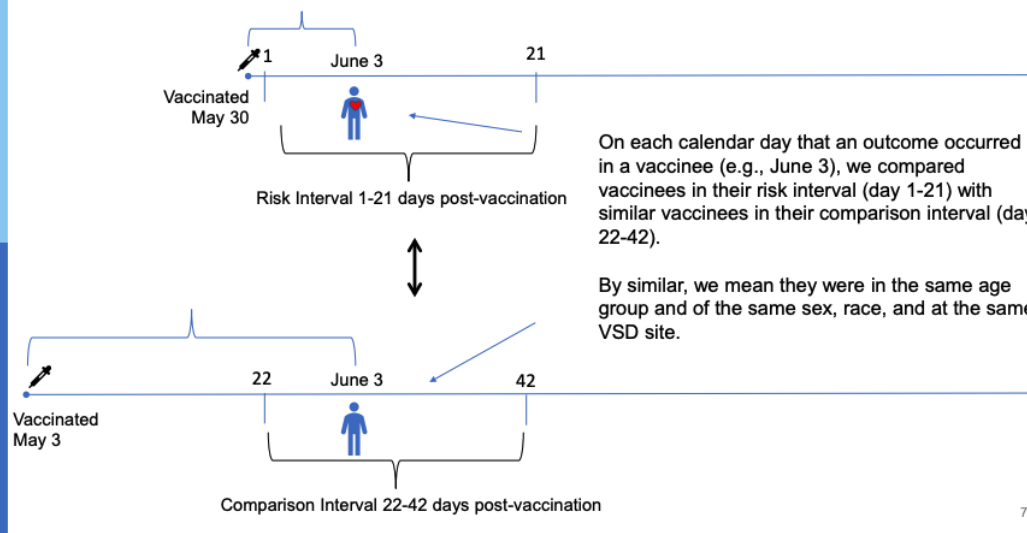 1
June 3
21
Vaccinated
May 30
Risk Interval 1-21 days post-vaccination
On each calendar day that an outcome occurred
in a vaccinee (e.g., June 3), we compared
vaccinees in their risk interval (day 1-21) with
similar vaccinees in their comparison interval (day
22-42).
By similar, we mean they were in the same age
group and of the same sex, race, and at the same
VSD site.
22
June 3
42
Vaccinated
May 3
Comparison Interval 22-42 days post-vaccination
7